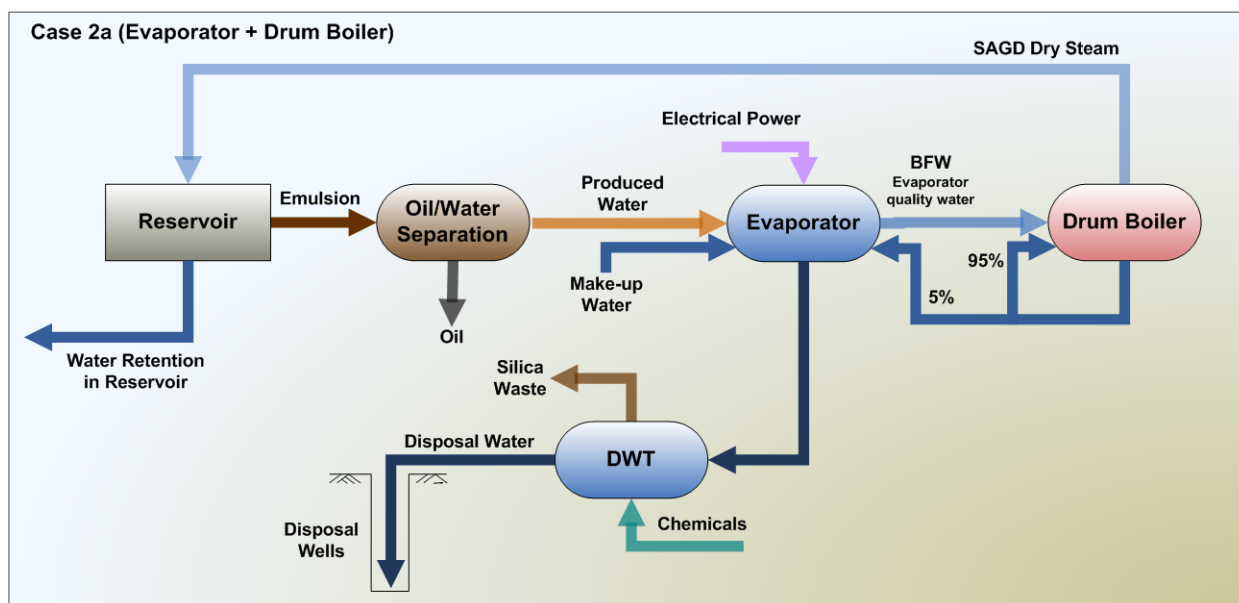 Case 2a (Evaporator + Drum Boiler)
SAGD Dry Steam
Electrical Power
BFW
Evaporator
quality water
Emulsion
Produced
Water
Reservoir
Oil/Water
Separation
Evaporator
Drum Boiler
95%
5%
Make-up
Water
Oil
Water Retention
in Reservoir
Silica
Waste
Disposal Water
DWT
Disposal
Wells
Chemicals